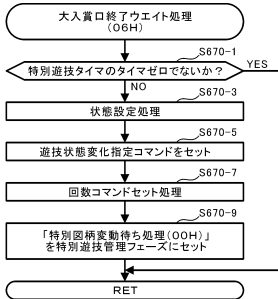 大入賞口終了ウエイト処理
(06H)
S670-1
特別遊技タイマのタイマゼロでないか?
YES
NO
S670-3
状態設定処理
S670-5
遊技状態変化指定コマンドをセット
S670-7
回数コマンドセット処理
S670-9
「特別図柄変動待ち処理(00H)」
を特別遊技管理フェーズにセット
RET